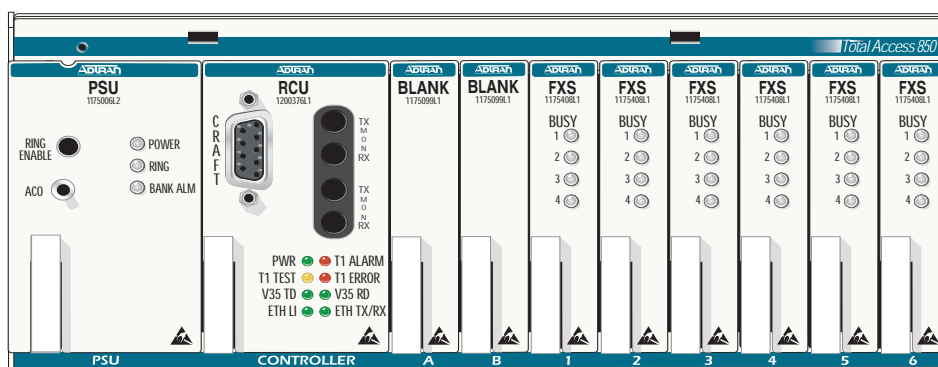 Total Access 850
ADTRAN
PSU
1175006L2
RING
ENABLE
ACO
POWER
RING
BANK ALM
PSU
ADTRAN
RCU
1200376L1
CRAFT
TX
MON
RX
TX
MON
RX
PWR T1 ALARM
T1 TEST T1 ERROR
V35 TD V35 RD
ETH LI ETH TX/RX
CONTROLLER
ADTRAN
BLANK
1175099L1
A
ADTRAN
BLANK
1175099L1
B
ADTRAN
FXS
1175408L1
BUSY
1
2
3
4
1
ADTRAN
FXS
1175408L1
BUSY
1
2
3
4
2
ADTRAN
FXS
1175408L1
BUSY
1
2
3
4
3
ADTRAN
FXS
1175408L1
BUSY
1
2
3
4
4
ADTRAN
FXS
1175408L1
BUSY
1
2
3
4
5
ADTRAN
FXS
1175408L1
BUSY
1
2
3
4
6